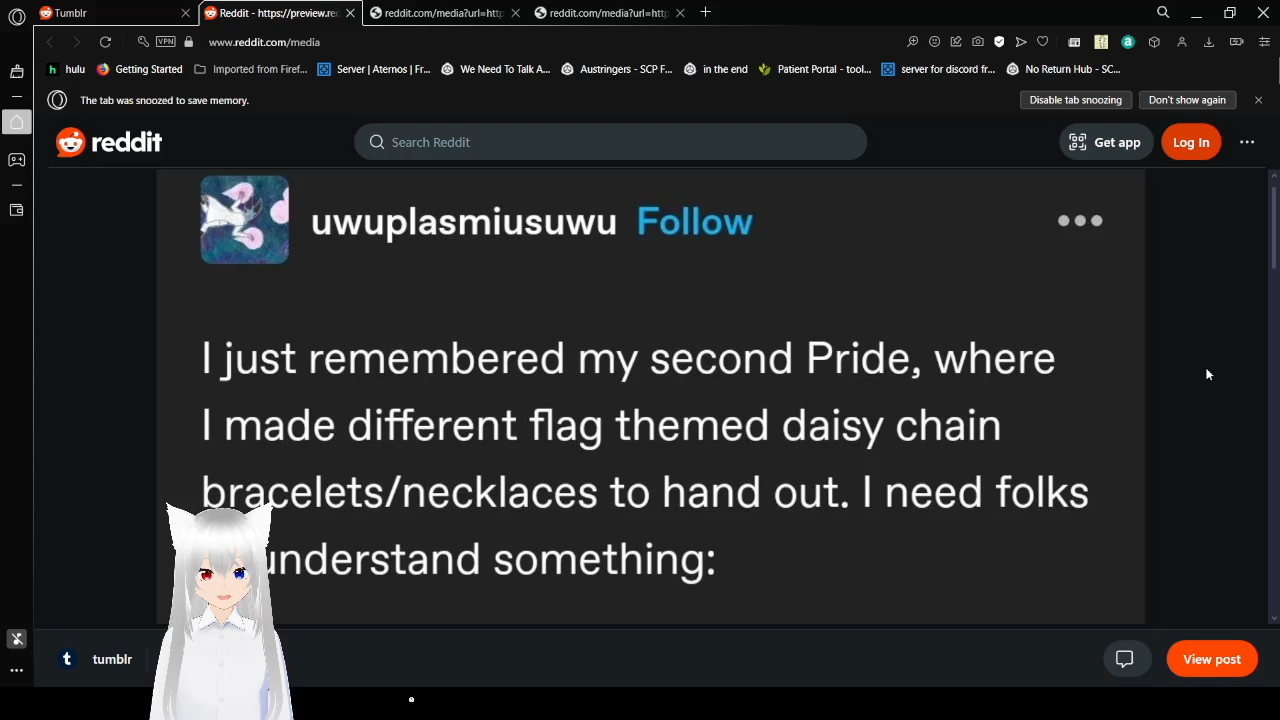 Tumblr
Reddit - https://preview.rec
reddit.com/media?url=http
reddit.com/media?url=http
VPN
www.reddit.com/media
hulu
Getting Started
Imported from Firef...
Server | Aternos | Fr...
We Need To Talk A...
Austringers - SCP F...
in the end
Patient Portal - tool...
server for discord fr...
No Return Hub - SC...
The tab was snoozed to save memory.
Disable tab snoozing
Don't show again
reddit
Search Reddit
Get app
Log In
uwuplasmiusuwu Follow
I just remembered my second Pride, where
I made different flag themed daisy chain
bracelets/necklaces to hand out. I need folks
understand something:
t tumblr
View post